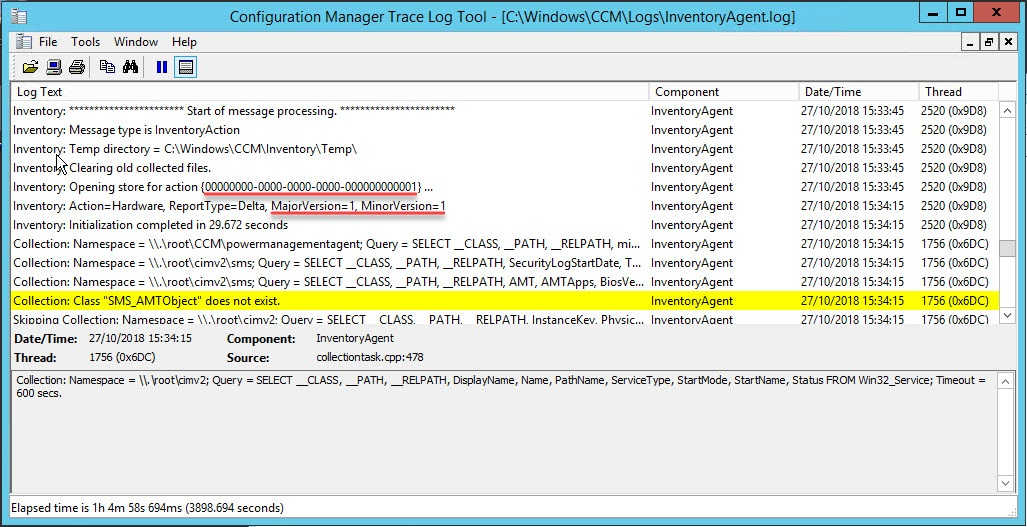 Configuration Manager Trace Log Tool - [C:\Windows\CCM\Logs\InventoryAgent.log]
File Tools Window Help
Log Text Component Date/Time Thread
Inventory: *********************** Start of message processing. *********************** InventoryAgent 27/10/2018 15:33:45 2520 (0x9D8)
Inventory: Message type is InventoryAction InventoryAgent 27/10/2018 15:33:45 2520 (0x9D8)
Inventory: Temp directory = C:\Windows\CCM\Inventory\Temp\ InventoryAgent 27/10/2018 15:33:45 2520 (0x9D8)
Inventory: Clearing old collected files. InventoryAgent 27/10/2018 15:33:45 2520 (0x9D8)
Inventory: Opening store for action {00000000-0000-0000-0000-000000000001} ... InventoryAgent 27/10/2018 15:33:45 2520 (0x9D8)
Inventory: Action=Hardware, ReportType=Delta, MajorVersion=1, MinorVersion=1 InventoryAgent 27/10/2018 15:33:45 2520 (0x9D8)
Inventory: Initialization completed in 29.672 seconds InventoryAgent 27/10/2018 15:33:45 2520 (0x9D8)
Collection: Namespace = \\.\root\CCM\powermanagementagent; Query = SELECT __CLASS, __PATH, __RELPATH, mi... InventoryAgent 27/10/2018 15:34:15 1756 (0x6DC)
Collection: Namespace = \\.\root\cimv2\sms; Query = SELECT __CLASS, __PATH, __RELPATH, SecurityLogStartDate, T... InventoryAgent 27/10/2018 15:34:15 1756 (0x6DC)
Collection: Namespace = \\.\root\cimv2\sms; Query = SELECT __CLASS, __PATH, __RELPATH, AMT, AMTApps, BiosVe... InventoryAgent 27/10/2018 15:34:15 1756 (0x6DC)
Collection: Class "SMS_AMTObject" does not exist. InventoryAgent 27/10/2018 15:34:15 1756 (0x6DC)
Skipping Collection: Namespace = \\.\root\cimv2; Query = SELECT __CLASS, __PATH, __RELPATH, InstanceKey, Physic... InventoryAgent 27/10/2018 15:34:15 1756 (0x6DC)
Date/Time: 27/10/2018 15:34:15 Component: InventoryAgent
Thread: 1756 (0x6DC) Source: collectiontask.cpp:478
Collection: Namespace = \\.\root\cimv2; Query = SELECT __CLASS, __PATH, __RELPATH, DisplayName, Name, PathName, ServiceType, StartMode, StartName, Status FROM Win32_Service; Timeout =
600 secs.
Elapsed time is 1h 4m 58s 694ms (3898.694 seconds)